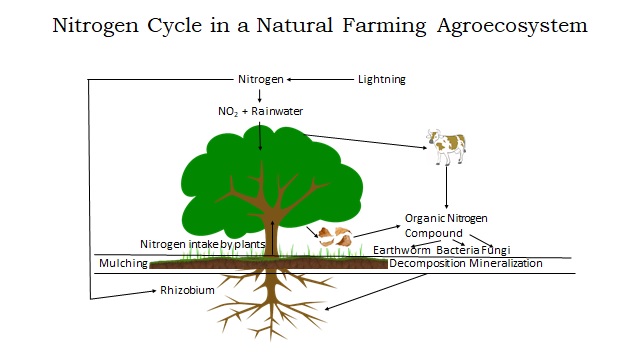 Nitrogen Cycle in a Natural Farming Agroecosystem
Nitrogen
Lightning
NO₂ + Rainwater
Organic Nitrogen
Compound
Nitrogen intake by plants
Earthworm Bacteria Fungi
Mulching
Decomposition Mineralization
Rhizobium